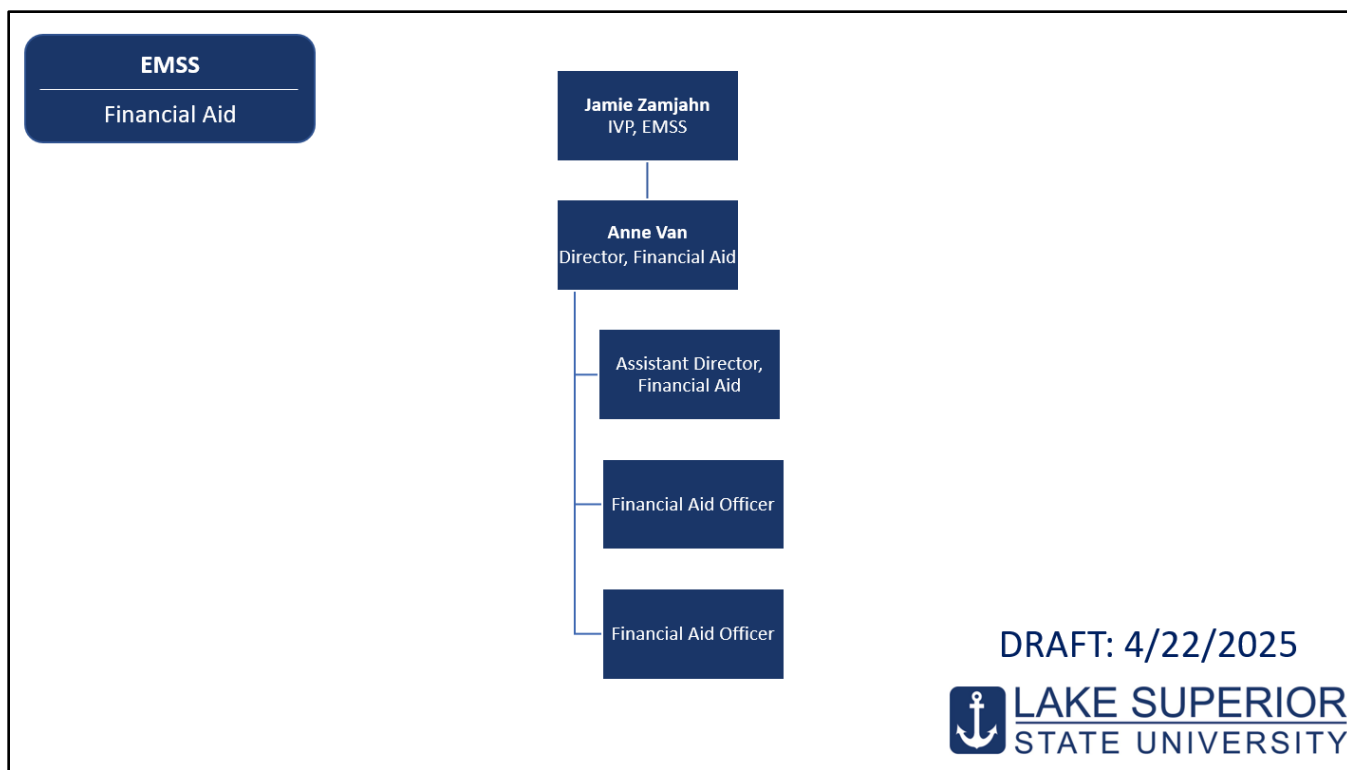 EMSS
Financial Aid
Jamie Zamjahn
IVP, EMSS
Anne Van
Director, Financial Aid
Assistant Director,
Financial Aid
Financial Aid Officer
Financial Aid Officer
DRAFT: 4/22/2025
LAKE SUPERIOR
STATE UNIVERSITY